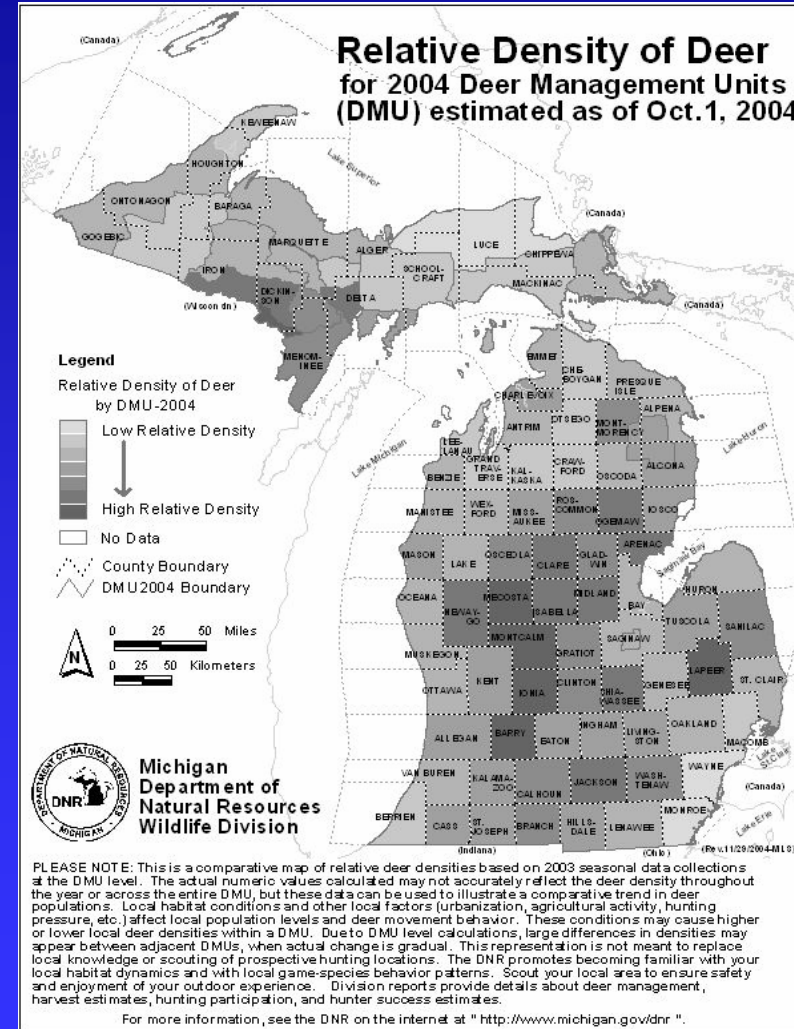 Relative Density of Deer
for 2004 Deer Management Units
(DMU) estimated as of Oct.1, 2004
(Canada)
KEWEENAW
Lake Superior
HOUGHTON
ONTONAGON
BARAGA
GOGEBIC
MARQUETTE
ALGER
LUCE
(Canada)
CHIPPEWA
SCHOOL-
CRAFT
IRON
MACKINAC
DICKIN-
SON
DELTA
(Wisconsin)
(Canada)
MENOM-
INEE
EMMET
CHE-
BOYGAN
PRESQUE
ISLE
CHARLEVOIX
Legend
Relative Density of Deer
by DMU-2004
Low Relative Density
High Relative Density
No Data
County Boundary
DMU2004 Boundary
ANTRIM
OTSEGO
MONT-
MORENCY
ALPENA
Lake Michigan
Lake Huron
LEE-
LANAU
GRAND
TRAV-
ERSE
KAL-
KASKA
CRAW-
FORD
OSCODA
ALCONA
BENZIE
MANISTEE
WEX-
FORD
MISS-
AUKEE
ROS-
COMMON
OGEMAW
IOSCO
ARENAC
MASON
LAKE
OSCEOLA
CLARE
GLAD-
WIN
Saginaw Bay
HURON
OCEANA
NEWAY-
GO
MECOSTA
ISABELLA
MIDLAND
BAY
TUSCOLA
SANILAC
0 25 50 Miles
N
0 25 50 Kilometers
MUSKEGON
MONTCALM
GRATIOT
SAGINAW
LAPEER
OTTAWA
KENT
IONIA
CLINTON
SHIA-
WASSEE
GENESEE
ST. CLAIR
ALLEGAN
BARRY
EATON
INGHAM
LIVING-
STON
OAKLAND
MACOMB
Lake
St.Clair
VAN BUREN
KALAMA-
ZOO
CALHOUN
JACKSON
WASH-
TENAW
WAYNE
(Canada)
BERRIEN
CASS
ST.
JOSEPH
BRANCH
HILLS-
DALE
LENAWEE
MONROE
Lake Erie
(Indiana)
(Ohio)
(Rev.11/29/2004-MLS)
DEPARTMENT OF NATURAL RESOURCES
DNR
MICHIGAN
Michigan
Department of
Natural Resources
Wildlife Division
PLEASE NOTE: This is a comparative map of relative deer densities based on 2003 seasonal data collections
at the DMU level. The actual numeric values calculated may not accurately reflect the deer density throughout
the year or across the entire DMU, but these data can be used to illustrate a comparative trend in deer
populations. Local habitat conditions and other local factors (urbanization, agricultural activity, hunting
pressure, etc.) affect local population levels and deer movement behavior. These conditions may cause higher
or lower local deer densities within a DMU. Due to DMU level calculations, large differences in densities may
appear between adjacent DMUs, when actual change is gradual. This representation is not meant to replace
local knowledge or scouting of prospective hunting locations. The DNR promotes becoming familiar with your
local habitat dynamics and with local game-species behavior patterns. Scout your local area to ensure safety
and enjoyment of your outdoor experience. Division reports provide details about deer management,
harvest estimates, hunting participation, and hunter success estimates.
For more information, see the DNR on the internet at " http://www.michigan.gov/dnr ".